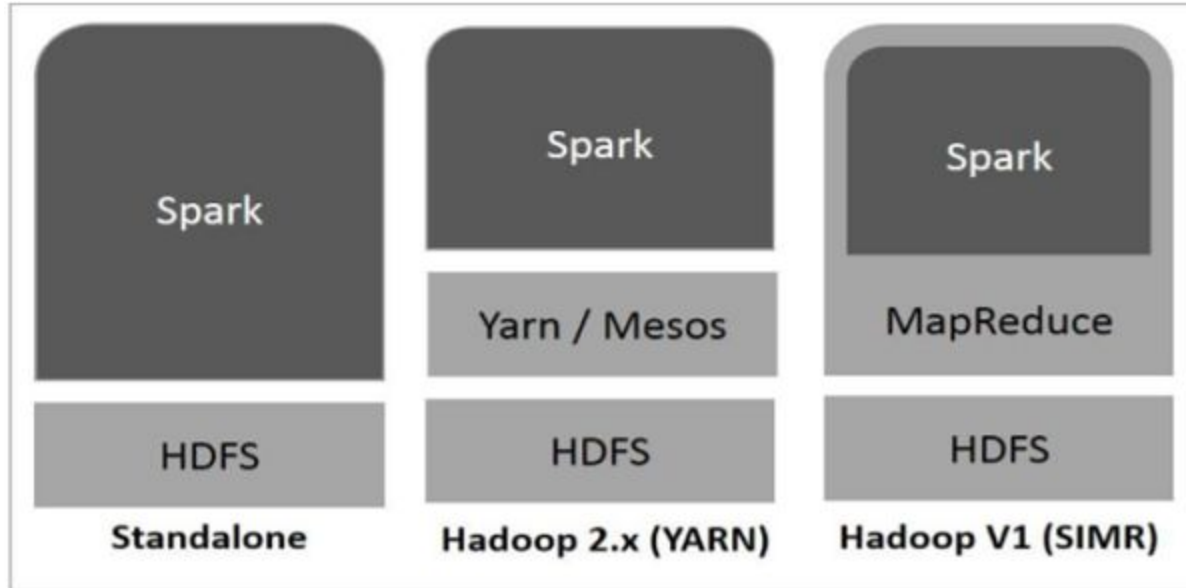 Spark
HDFS
Standalone
Spark
Yarn / Mesos
HDFS
Hadoop 2.x (YARN)
Spark
MapReduce
HDFS
Hadoop V1 (SIMR)